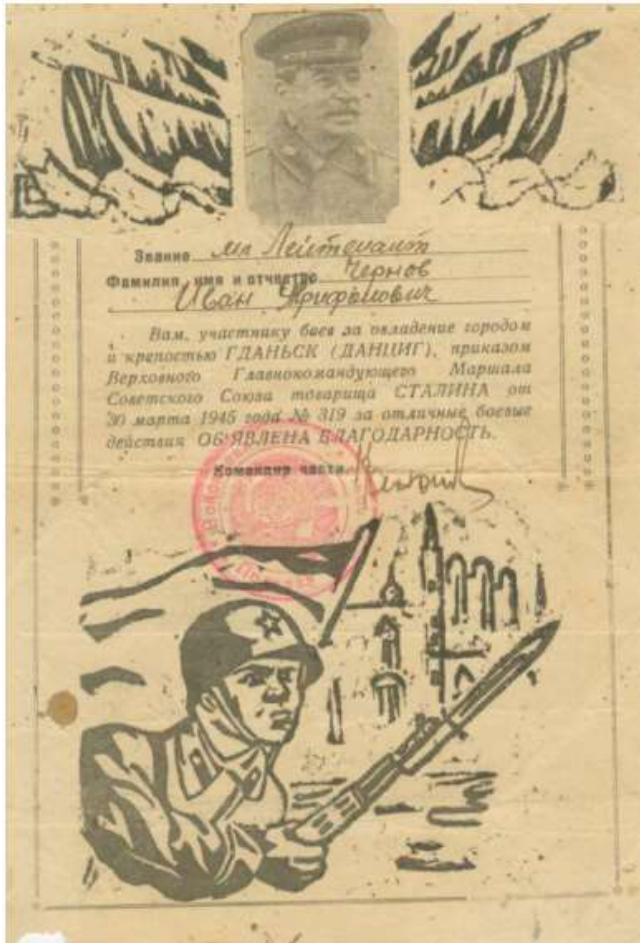 Звание мл Лейтенант
Фамилия, имя и отчество Чернов
Иван Трифонович
Вам, участнику боев за овладение городом
и крепостью ГДАНЬСК (ДАНЦИГ), приказом
Верховного Главнокомандующего Маршала
Советского Союза товарища СТАЛИНА от
30 марта 1945 года № 319 за отличные боевые
действия ОБ'ЯВЛЕНА БЛАГОДАРНОСТЬ.
Командир части